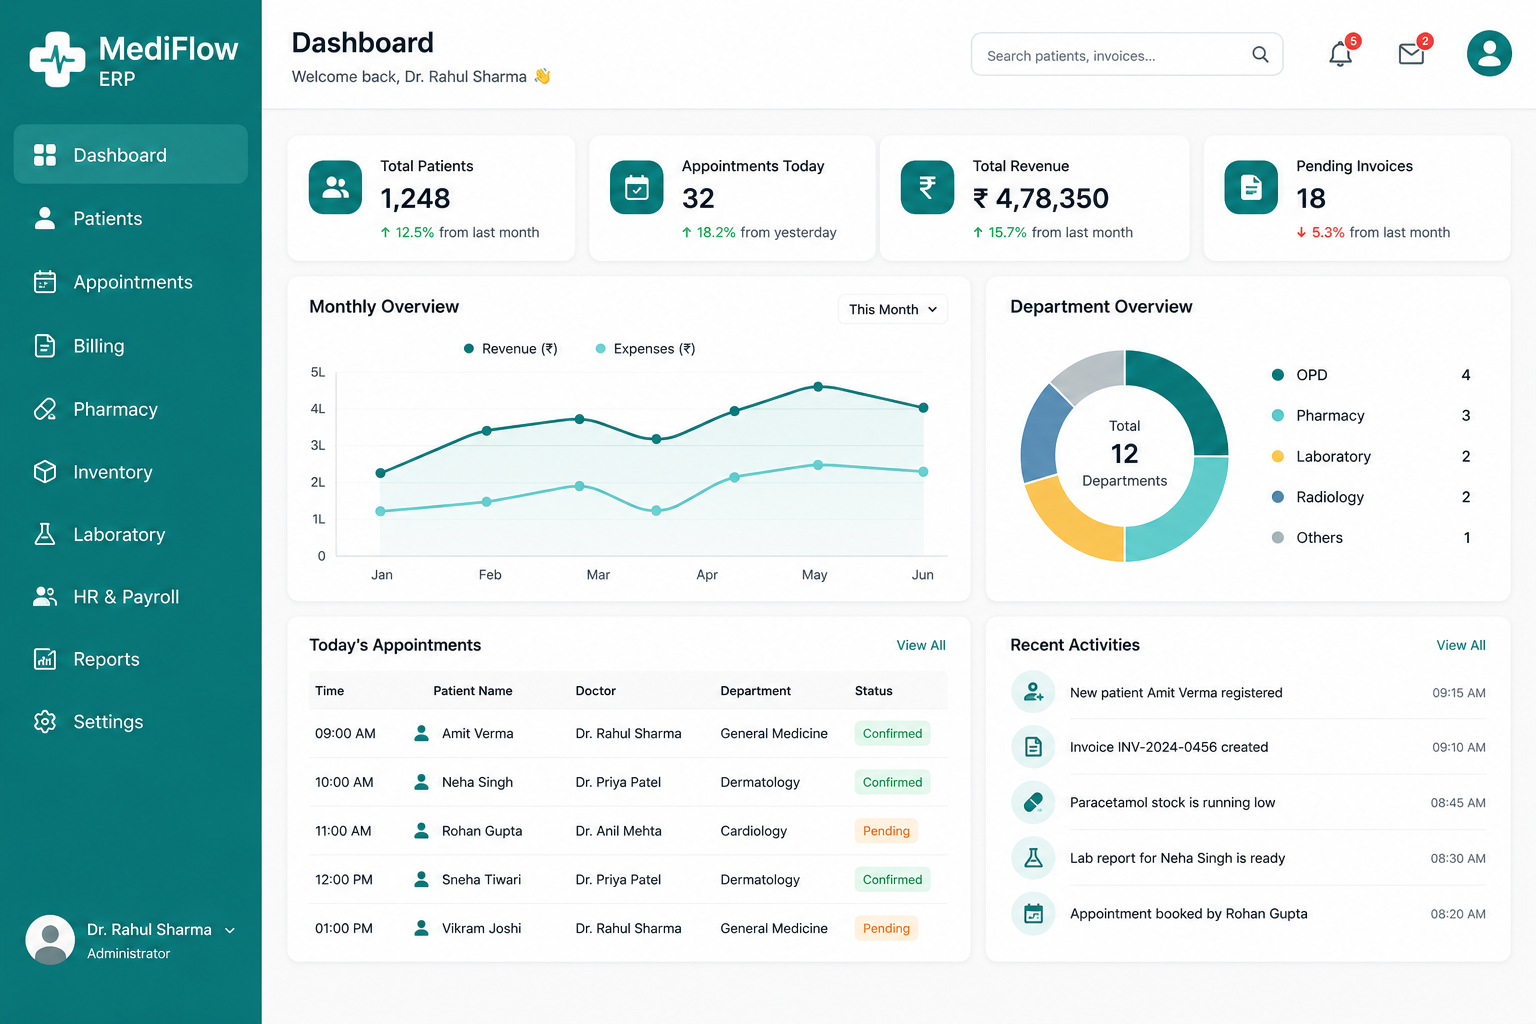 MediFlow
ERP
Dashboard
Patients
Appointments
Billing
Pharmacy
Inventory
Laboratory
HR & Payroll
Reports
Settings
Dr. Rahul Sharma
Administrator
Dashboard
Welcome back, Dr. Rahul Sharma 👋
Search patients, invoices...
5
2
Total Patients
1,248
↑ 12.5% from last month
Appointments Today
32
↑ 18.2% from yesterday
₹
Total Revenue
₹ 4,78,350
↑ 15.7% from last month
Pending Invoices
18
↓ 5.3% from last month
Monthly Overview
This Month
Revenue (₹)
Expenses (₹)
5L
4L
3L
2L
1L
0
Jan Feb Mar Apr May Jun
Department Overview
Total
12
Departments
OPD 4
Pharmacy 3
Laboratory 2
Radiology 2
Others 1
Today's Appointments
View All
Time Patient Name Doctor Department Status
09:00 AM Amit Verma Dr. Rahul Sharma General Medicine Confirmed
10:00 AM Neha Singh Dr. Priya Patel Dermatology Confirmed
11:00 AM Rohan Gupta Dr. Anil Mehta Cardiology Pending
12:00 PM Sneha Tiwari Dr. Priya Patel Dermatology Confirmed
01:00 PM Vikram Joshi Dr. Rahul Sharma General Medicine Pending
Recent Activities
View All
New patient Amit Verma registered 09:15 AM
Invoice INV-2024-0456 created 09:10 AM
Paracetamol stock is running low 08:45 AM
Lab report for Neha Singh is ready 08:30 AM
Appointment booked by Rohan Gupta 08:20 AM